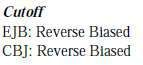 Cutoff
EJB: Reverse Biased
CBJ: Reverse Biased